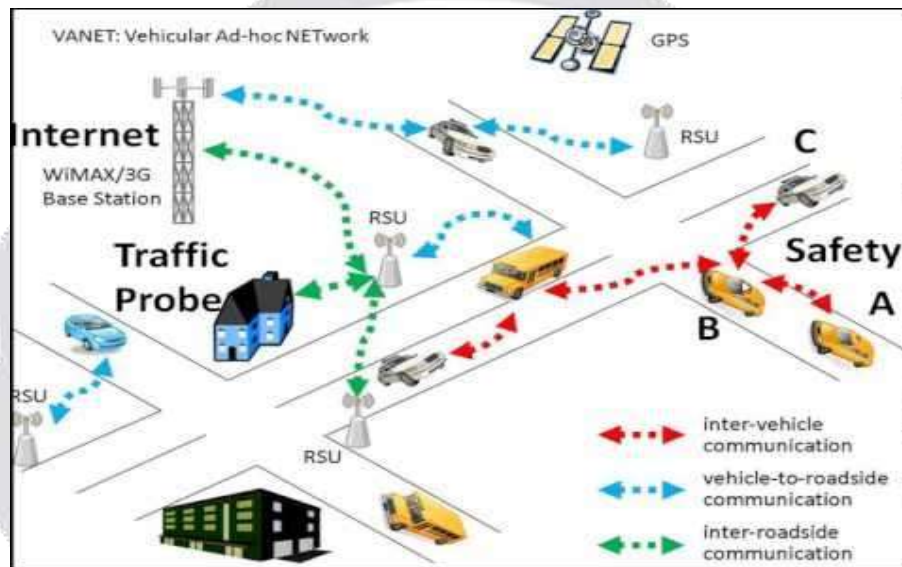 VANET: Vehicular Ad-hoc NETwork
GPS
Internet
WiMAX/3G
Base Station
RSU
C
RSU
Traffic
Probe
Safety
A
B
RSU
RSU
inter-vehicle
communication
vehicle-to-roadside
communication
inter-roadside
communication